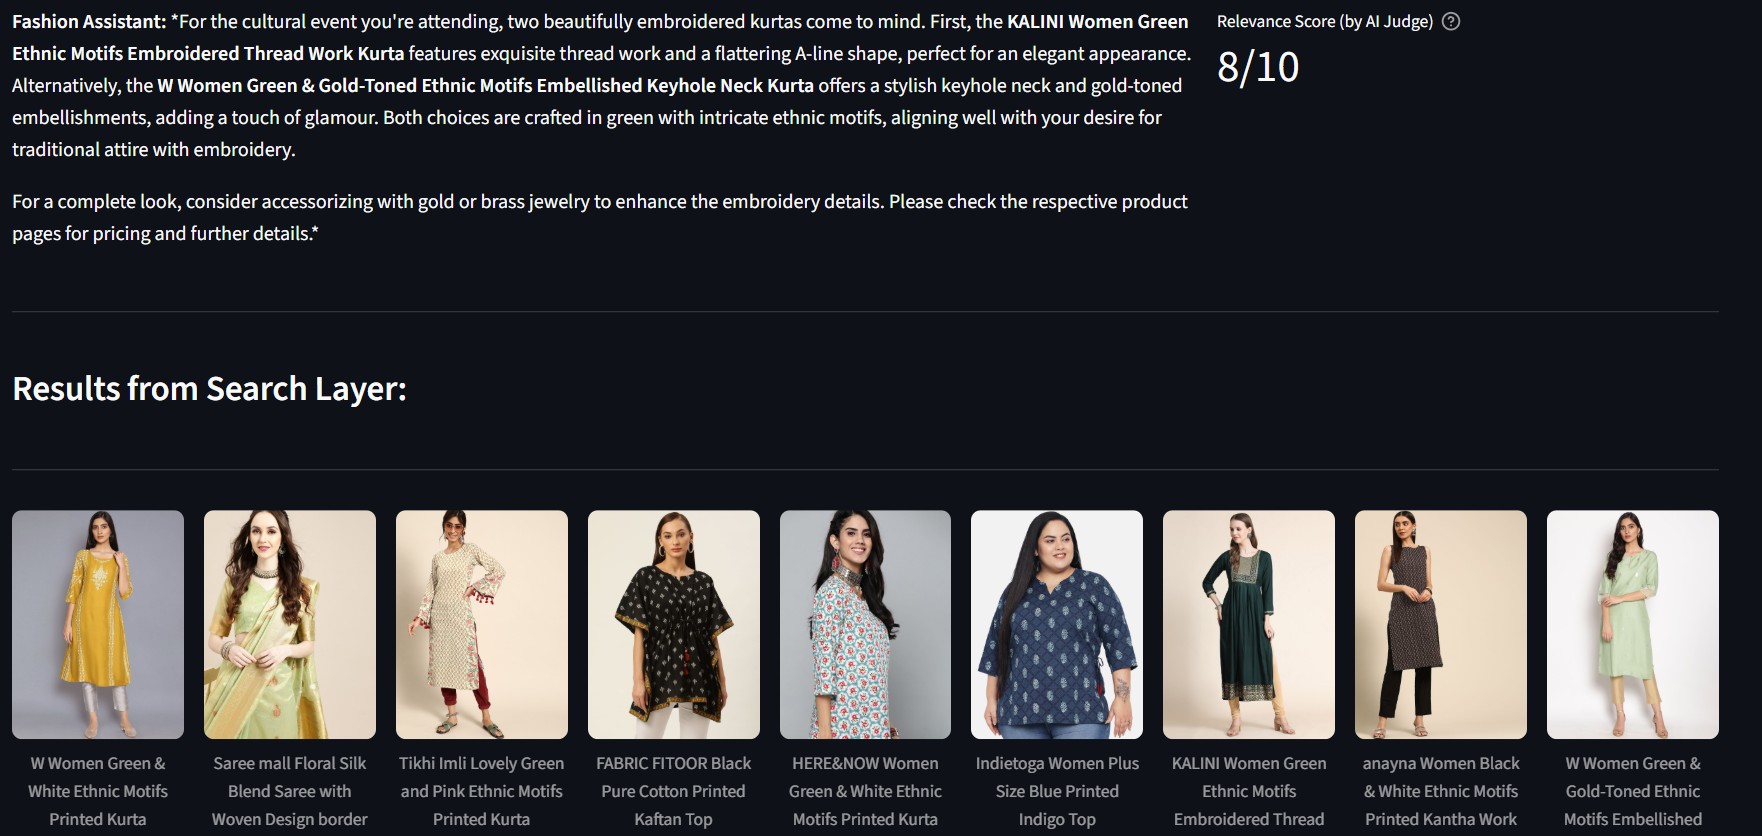 Fashion Assistant: *For the cultural event you're attending, two beautifully embroidered kurtas come to mind. First, the KALINI Women Green
Ethnic Motifs Embroidered Thread Work Kurta features exquisite thread work and a flattering A-line shape, perfect for an elegant appearance.
Alternatively, the W Women Green & Gold-Toned Ethnic Motifs Embellished Keyhole Neck Kurta offers a stylish keyhole neck and gold-toned
embellishments, adding a touch of glamour. Both choices are crafted in green with intricate ethnic motifs, aligning well with your desire for
traditional attire with embroidery.
For a complete look, consider accessorizing with gold or brass jewelry to enhance the embroidery details. Please check the respective product
pages for pricing and further details.*
Relevance Score (by AI Judge) ?
8/10
Results from Search Layer:
W Women Green &
White Ethnic Motifs
Printed Kurta
Saree mall Floral Silk
Blend Saree with
Woven Design border
Tikhi Imli Lovely Green
and Pink Ethnic Motifs
Printed Kurta
FABRIC FITOOR Black
Pure Cotton Printed
Kaftan Top
HERE&NOW Women
Green & White Ethnic
Motifs Printed Kurta
Indietoga Women Plus
Size Blue Printed
Indigo Top
KALINI Women Green
Ethnic Motifs
Embroidered Thread
anayna Women Black
& White Ethnic Motifs
Printed Kantha Work
W Women Green &
Gold-Toned Ethnic
Motifs Embellished